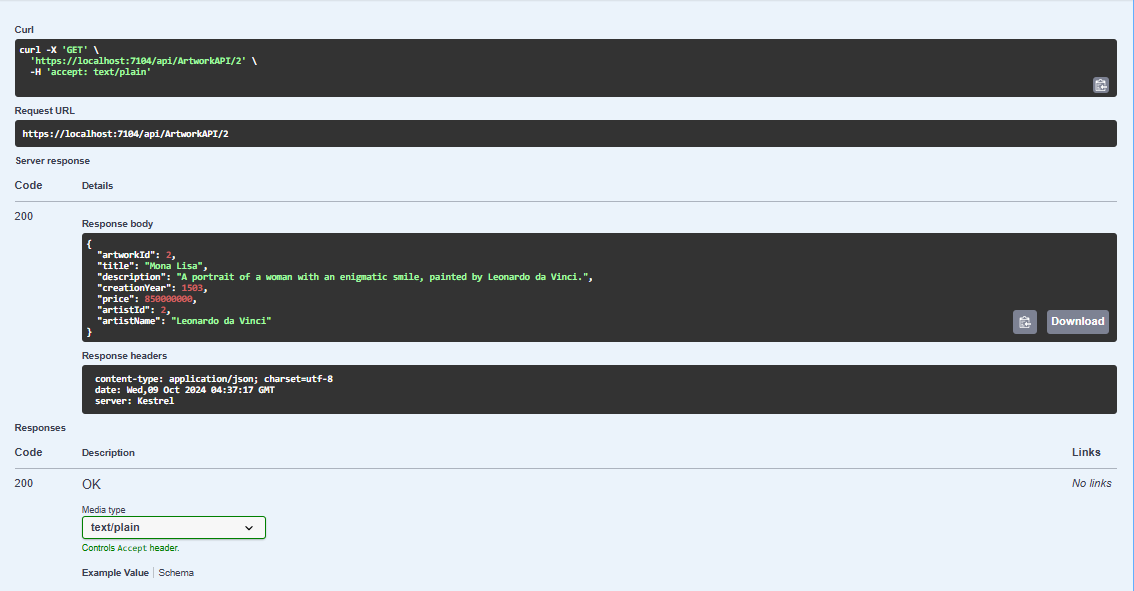 Curl
curl -X 'GET' \
'https://localhost:7104/api/ArtworkAPI/2' \
-H 'accept: text/plain'
Request URL
https://localhost:7104/api/ArtworkAPI/2
Server response
Code Details
200
Response body
{
"artworkId": 2,
"title": "Mona Lisa",
"description": "A portrait of a woman with an enigmatic smile, painted by Leonardo da Vinci.",
"creationYear": 1503,
"price": 850000000,
"artistId": 2,
"artistName": "Leonardo da Vinci"
}
Download
Response headers
content-type: application/json; charset=utf-8
date: Wed,09 Oct 2024 04:37:17 GMT
server: Kestrel
Responses
Code Description Links
200 OK No links
Media type
text/plain
Controls Accept header.
Example Value Schema